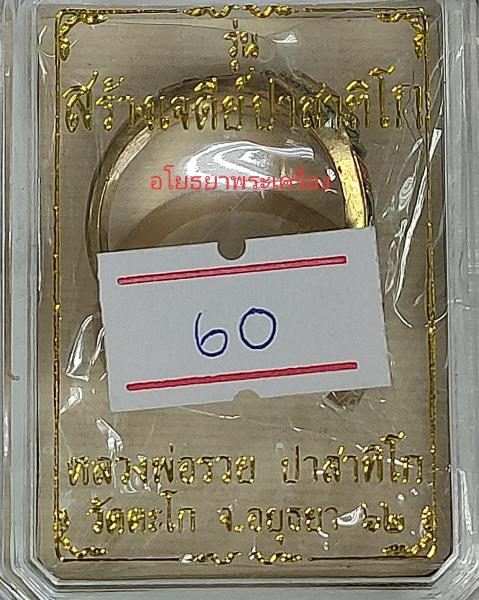 รุ่น
สร้างเจดีย์ปาสาทิโก
อโยธยาพระเครื่อง
60
หลวงพ่อรวย ปาสาทิโก
วัดตะโก จ.อยุธยา ๖๒